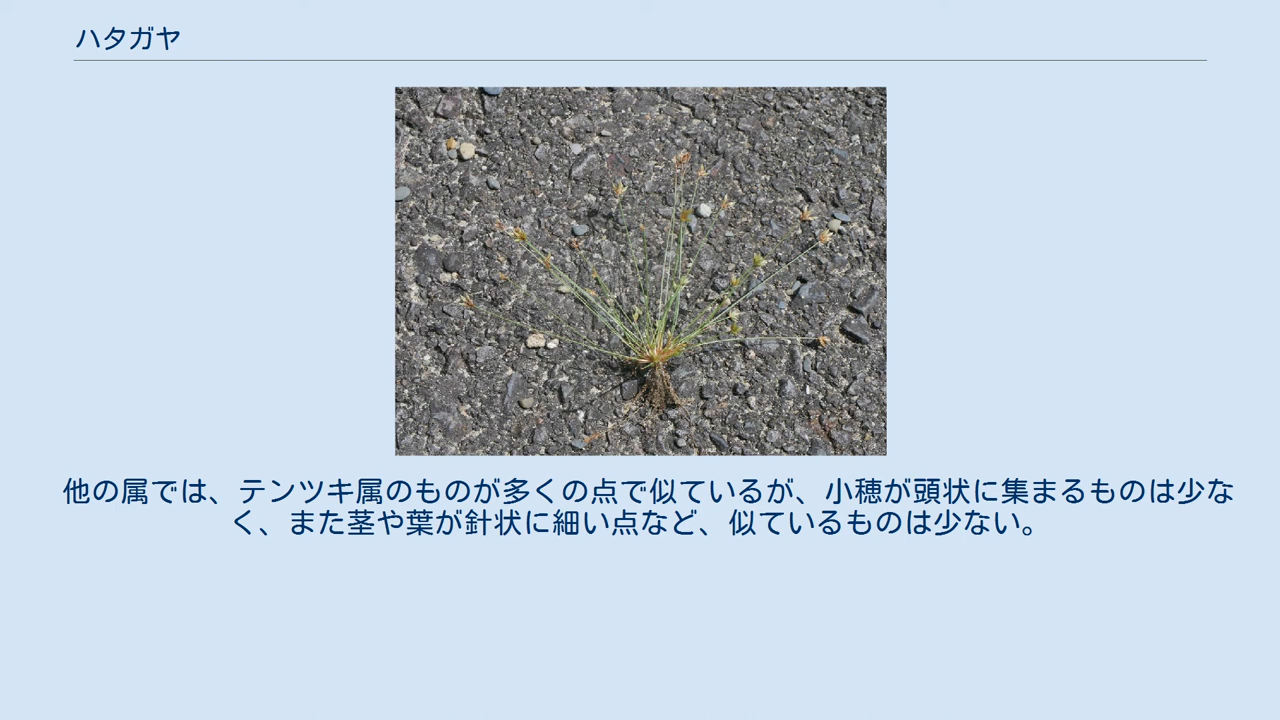 ハタガヤ
他の属では、テンツキ属のものが多くの点で似ているが、小穂が頭状に集まるものは少な
く、また茎や葉が針状に細い点など、似ているものは少ない。